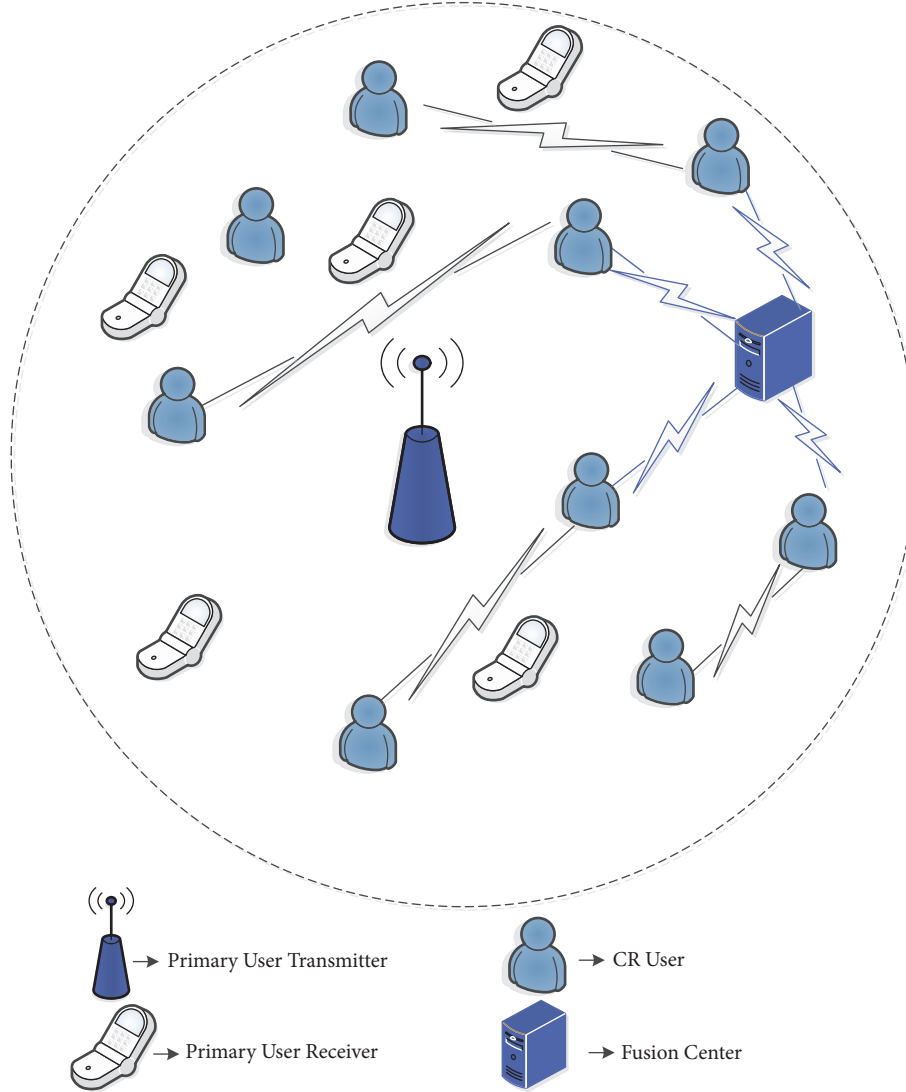 Primary User Transmitter
CR User
Primary User Receiver
Fusion Center